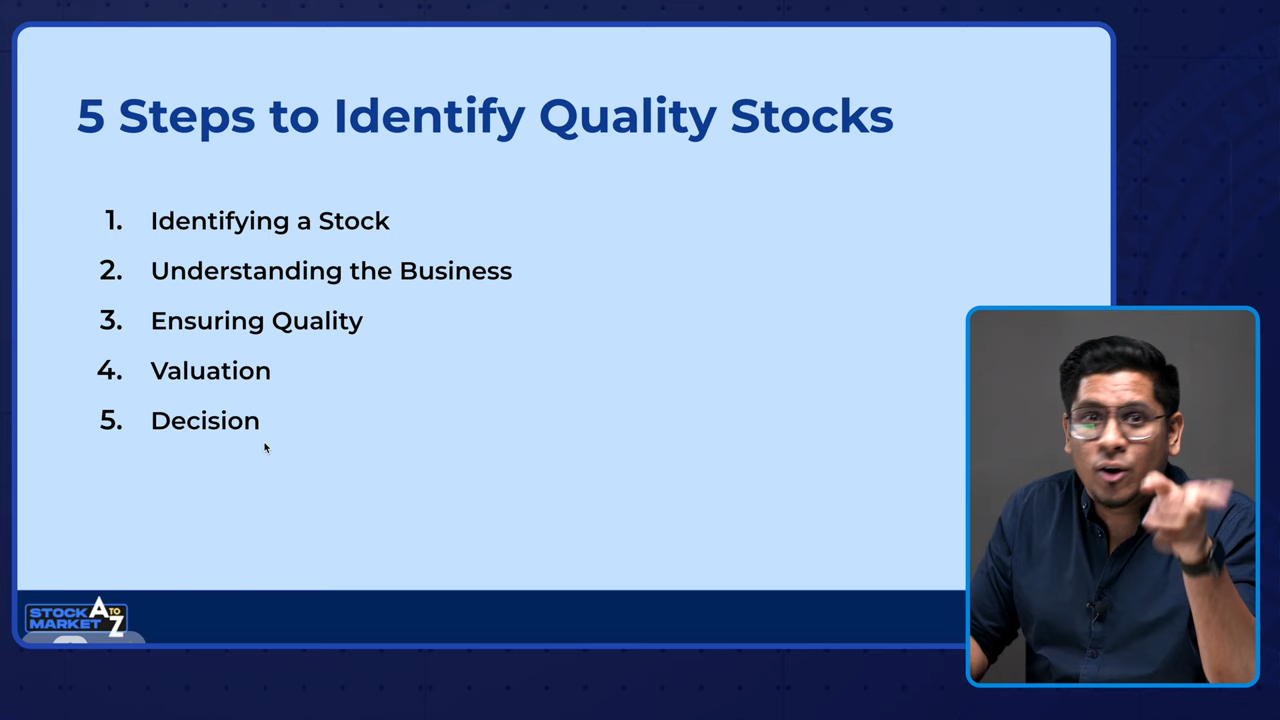 5 Steps to Identify Quality Stocks
1. Identifying a Stock
2. Understanding the Business
3. Ensuring Quality
4. Valuation
5. Decision
STOCK A TO
MARKET Z